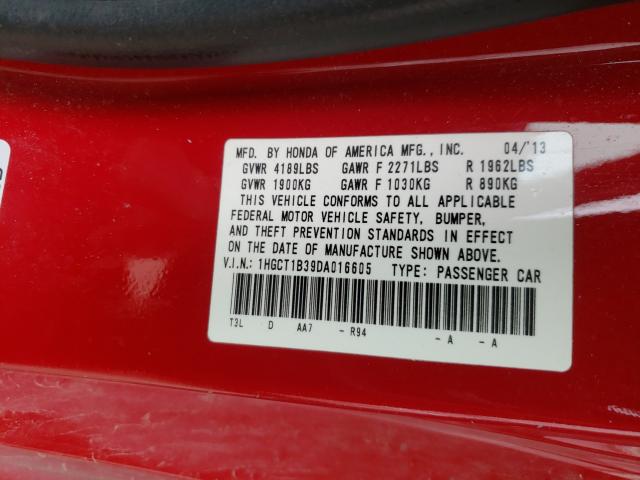 MFD. BY HONDA OF AMERICA MFG., INC. 04/'13
GVWR 4189LBS GAWR F 2271LBS R 1962LBS
GVWR 1900KG GAWR F 1030KG R 890KG
THIS VEHICLE CONFORMS TO ALL APPLICABLE
FEDERAL MOTOR VEHICLE SAFETY, BUMPER,
AND THEFT PREVENTION STANDARDS IN EFFECT
ON THE DATE OF MANUFACTURE SHOWN ABOVE.
V.I.N.: 1HGCT1B39DA016605 TYPE: PASSENGER CAR
T3L D AA7 - R94 - A - A